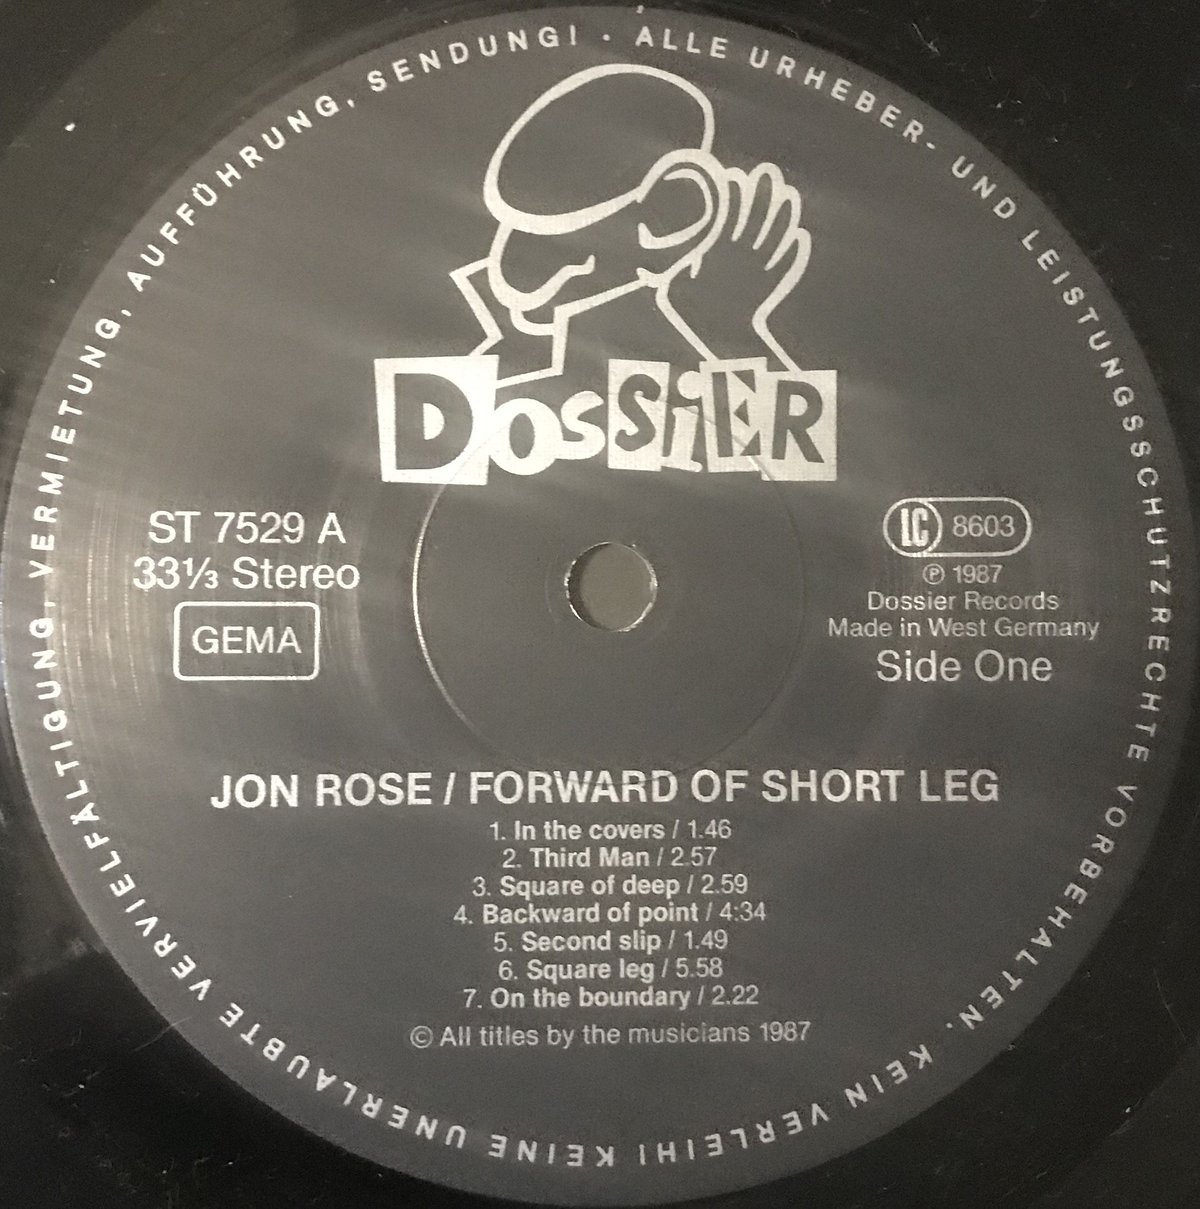 ALLE URHEBER- UND LEISTUNGSSCHUTZRECHTE VORBEHALTEN. KEIN VERLEIH! KEINE UNERLAUBTE VERVIELFÄLTIGUNG, VERMIETUNG, AUFFÜHRUNG, SENDUNG! ·
DOSSiER
ST 7529 A
33⅓ Stereo
GEMA
LC 8603
℗ 1987
Dossier Records
Made in West Germany
Side One
JON ROSE / FORWARD OF SHORT LEG
1. In the covers / 1.46
2. Third Man / 2.57
3. Square of deep / 2.59
4. Backward of point / 4:34
5. Second slip / 1.49
6. Square leg / 5.58
7. On the boundary / 2.22
© All titles by the musicians 1987